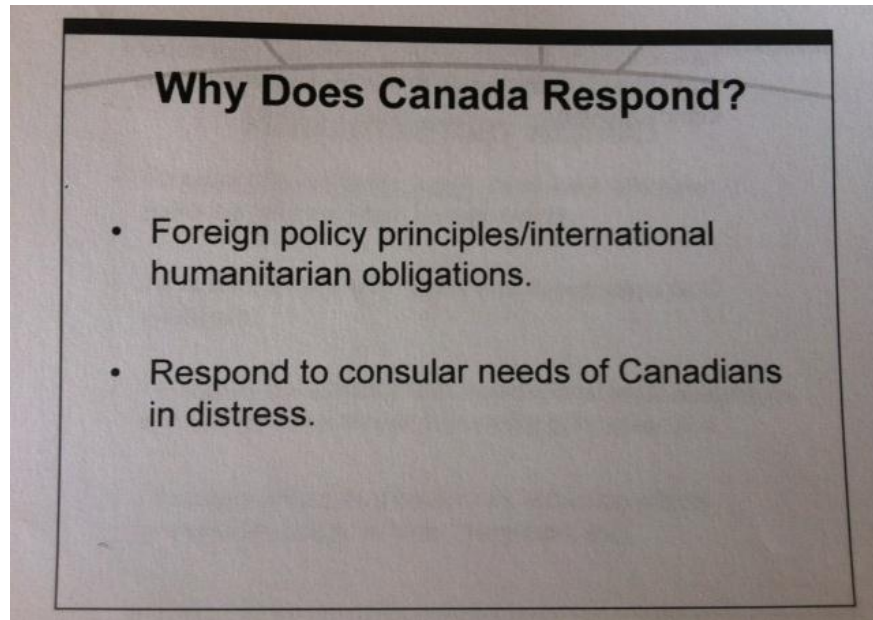 Why Does Canada Respond?
• Foreign policy principles/international
humanitarian obligations.
• Respond to consular needs of Canadians
in distress.